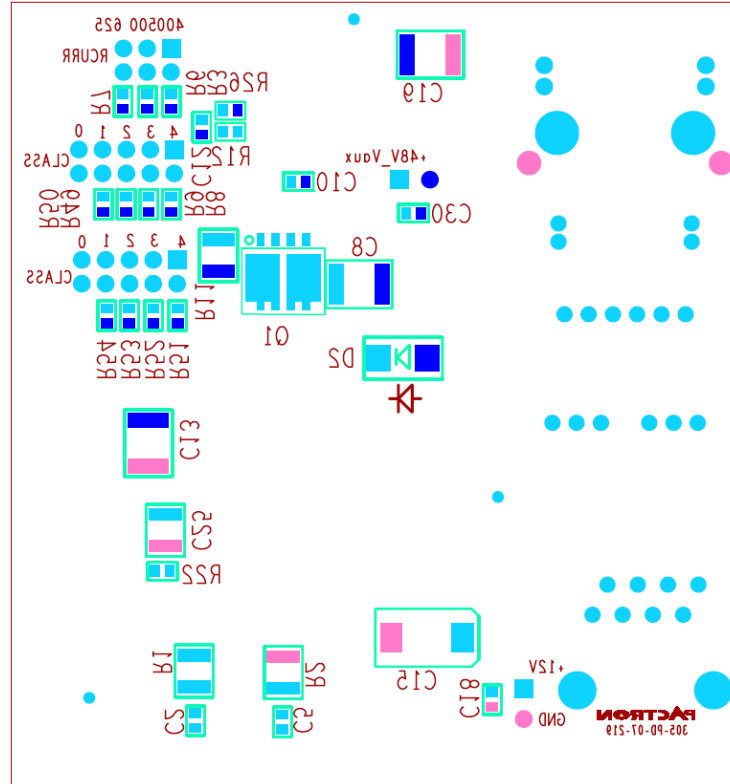 400500 625
RCURR
R7
R6
R3
R26
C19
0 1 2 3 4
CLASS
C12
R12
+48V_Vaux
C10
R50
R49
R9
R8
C30
0 1 2 3 4
CLASS
R11
C8
Q1
R54
R53
R52
R51
D2
C13
C25
R22
R1
R2
C15
C18
+12V
GND
C2
C5
PACTRON
305-PD-07-219